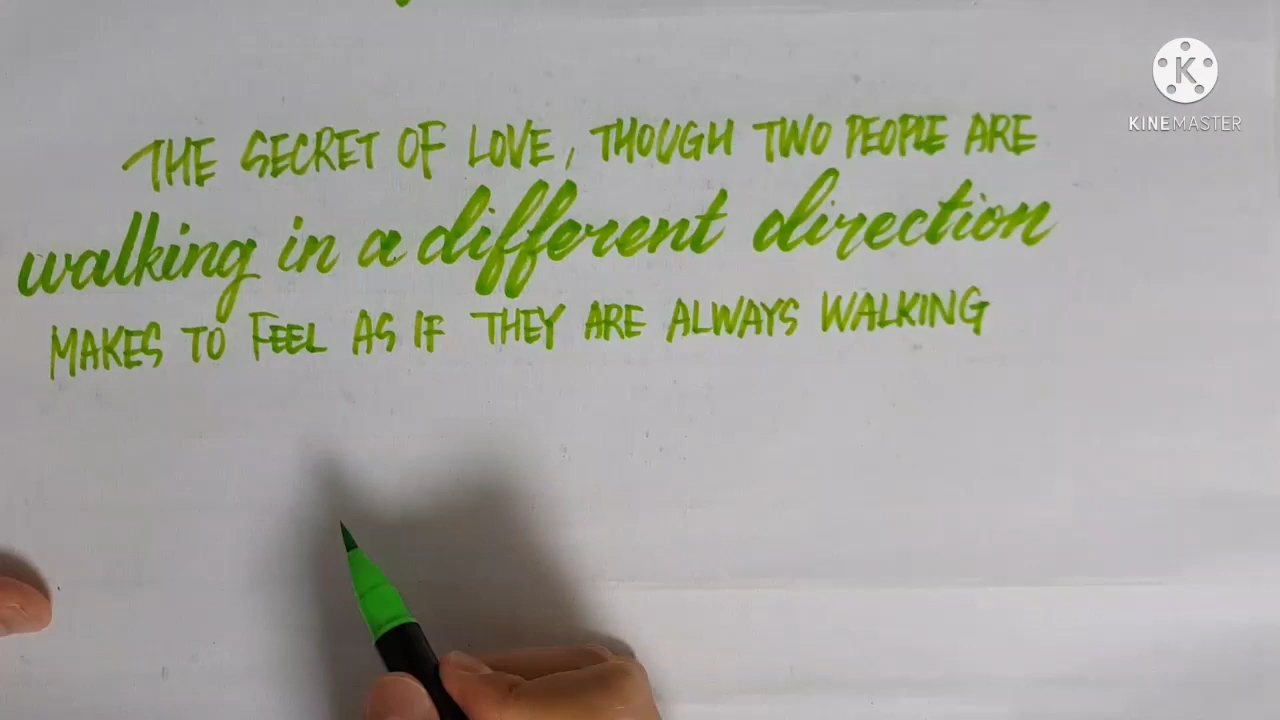 THE SECRET OF LOVE, THOUGH TWO PEOPLE ARE
walking in a different direction
MAKES TO FEEL AS IF THEY ARE ALWAYS WALKING
K
KINEMASTER